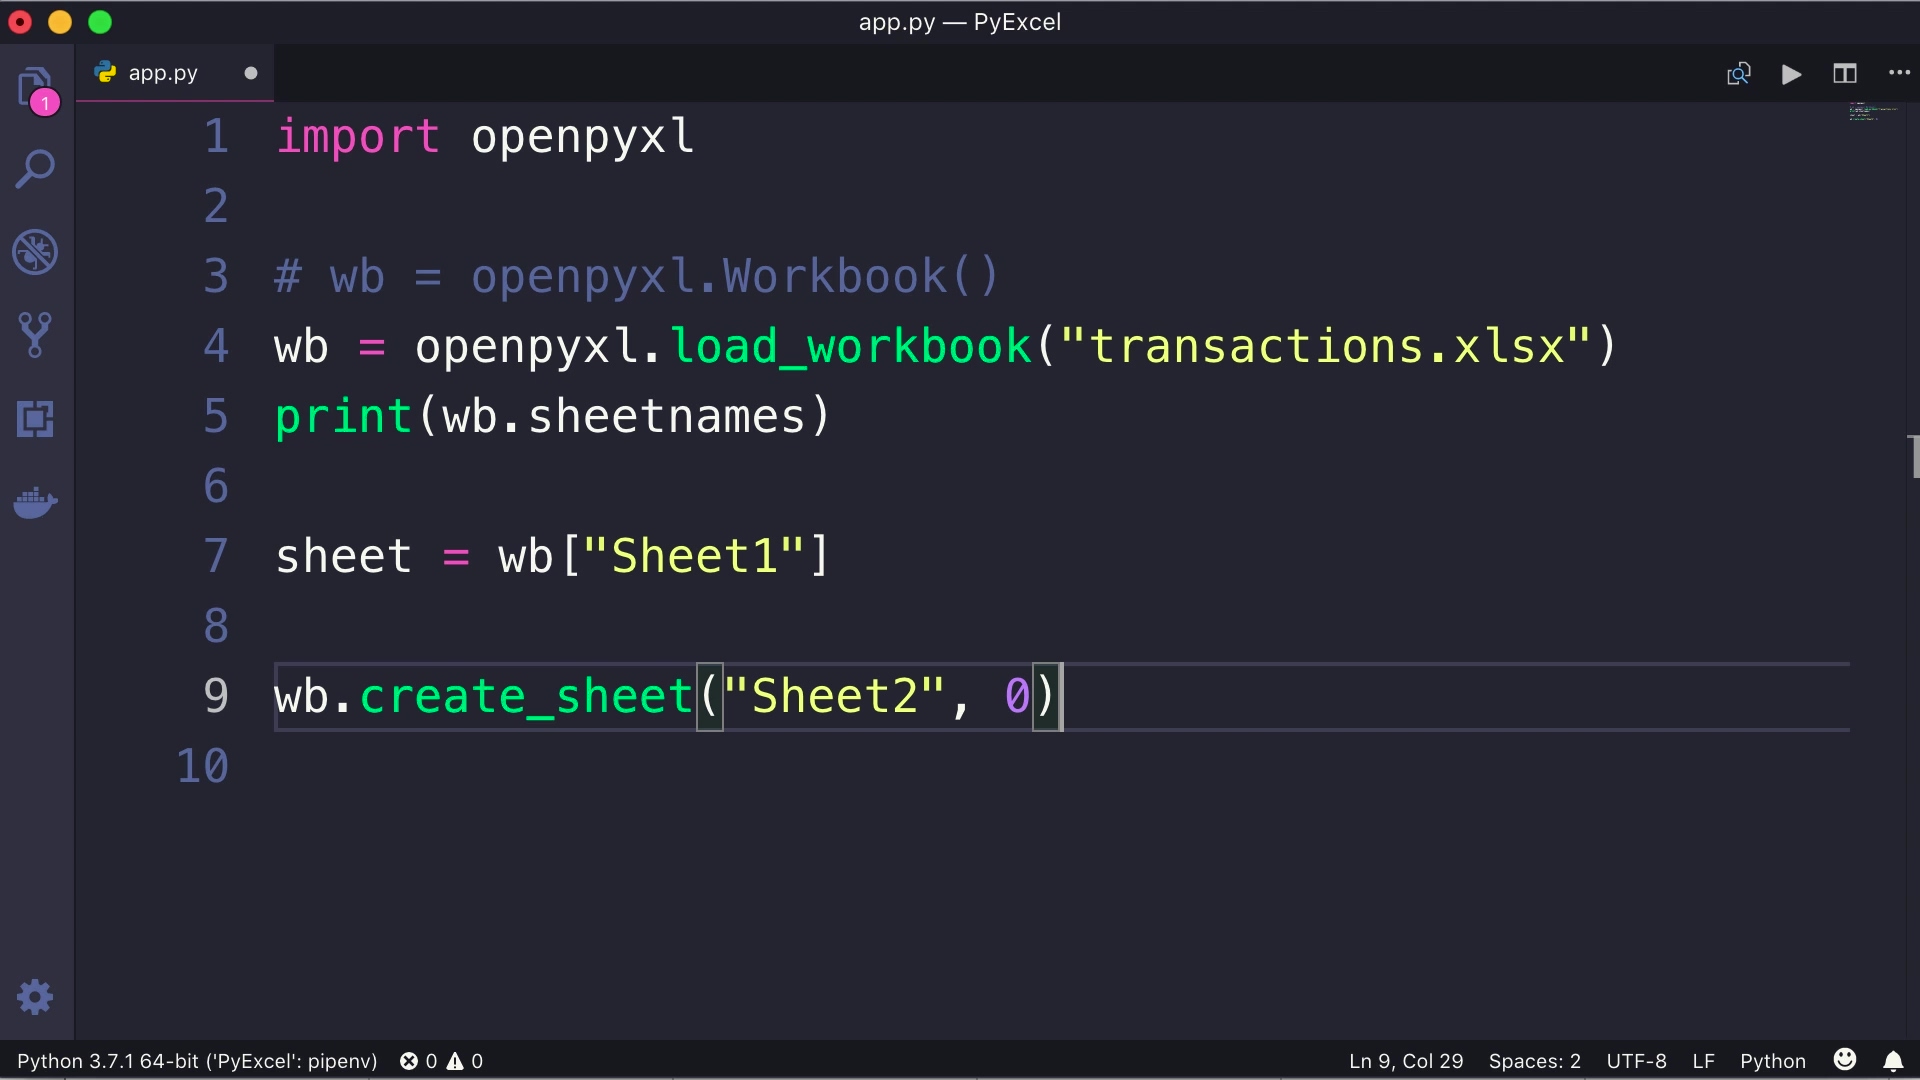 app.py — PyExcel
app.py
1
1 import openpyxl
2
3 # wb = openpyxl.Workbook()
4 wb = openpyxl.load_workbook("transactions.xlsx")
5 print(wb.sheetnames)
6
7 sheet = wb["Sheet1"]
8
9 wb.create_sheet("Sheet2", 0)
10
Python 3.7.1 64-bit ('PyExcel': pipenv) 0 0 Ln 9, Col 29 Spaces: 2 UTF-8 LF Python